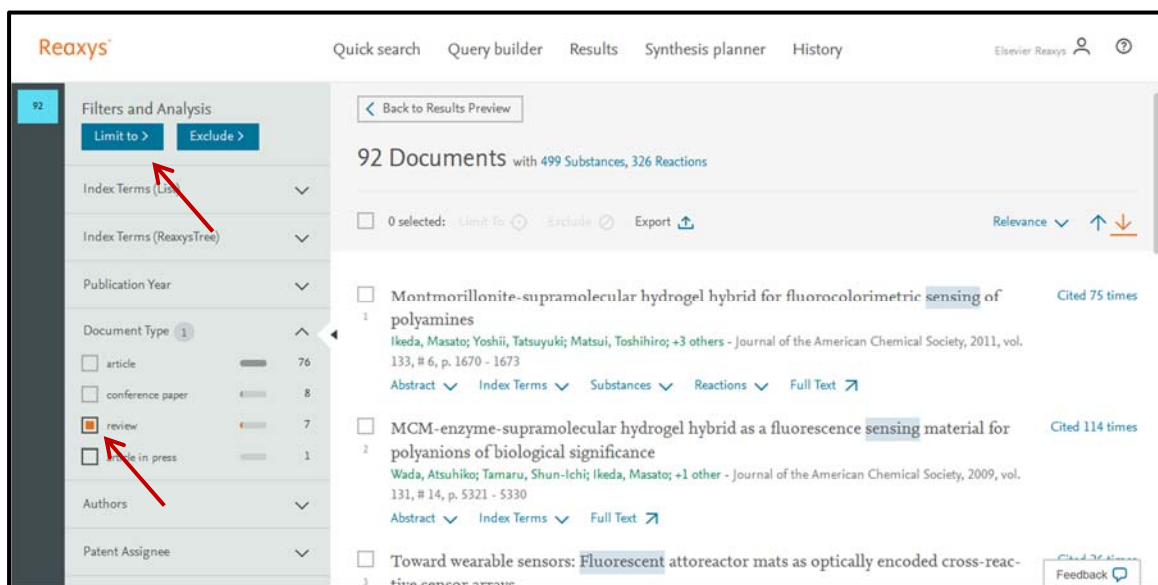 Reaxys
Quick search Query builder Results Synthesis planner History
Elsevier Reaxys
92
Filters and Analysis
Limit to > Exclude >
Index Terms (List)
Index Terms (ReaxysTree)
Publication Year
Document Type 1
article 76
conference paper 8
review 7
article in press 1
Authors
Patent Assignee
Back to Results Preview
92 Documents with 499 Substances, 326 Reactions
0 selected: Limit To Exclude Export
Relevance
Montmorillonite-supramolecular hydrogel hybrid for fluorocolorimetric sensing of
Cited 75 times
1
polyamines
Ikeda, Masato; Yoshii, Tatsuyuki; Matsui, Toshihiro; +3 others - Journal of the American Chemical Society, 2011, vol.
133, # 6, p. 1670 - 1673
Abstract Index Terms Substances Reactions Full Text
MCM-enzyme-supramolecular hydrogel hybrid as a fluorescence sensing material for
Cited 114 times
2
polyanions of biological significance
Wada, Atsuhiko; Tamaru, Shun-Ichi; Ikeda, Masato; +1 other - Journal of the American Chemical Society, 2009, vol.
131, # 14, p. 5321 - 5330
Abstract Index Terms Full Text
Toward wearable sensors: Fluorescent attoreactor mats as optically encoded cross-reac-
3
tive sensor arrays
Feedback